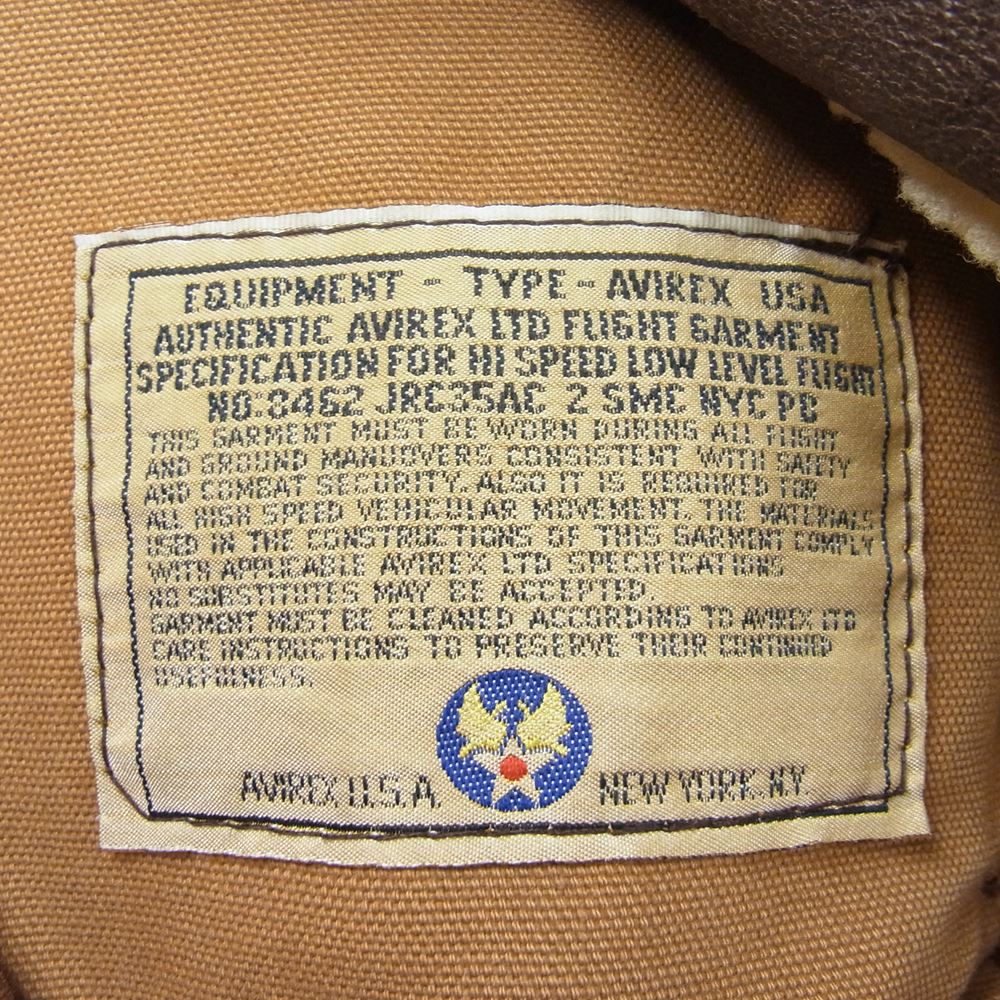 EQUIPMENT - TYPE - AVIREX USA
AUTHENTIC AVIREX LTD FLIGHT GARMENT
SPECIFICATION FOR HI SPEED LOW LEVEL FLIGHT
NO:8462 JRC35AC 2 SMC NYC PD
THIS GARMENT MUST BE WORN DURING ALL FLIGHT
AND GROUND MANUOVERS CONSISTENT WITH SAFETY
AND COMBAT SECURITY. ALSO IT IS REQUIRED FOR
ALL HIGH SPEED VEHICULAR MOVEMENT. THE MATERIALS
USED IN THE CONSTRUCTIONS OF THIS GARMENT COMPLY
WITH APPLICABLE AVIREX LTD SPECIFICATIONS
NO SUBSTITUTES MAY BE ACCEPTED.
GARMENT MUST BE CLEANED ACCORDING TO AVIREX LTD
CARE INSTRUCTIONS TO PRESERVE THEIR CONTINUED
USEFULNESS.
AVIREX U.S.A. NEW YORK.N.Y.